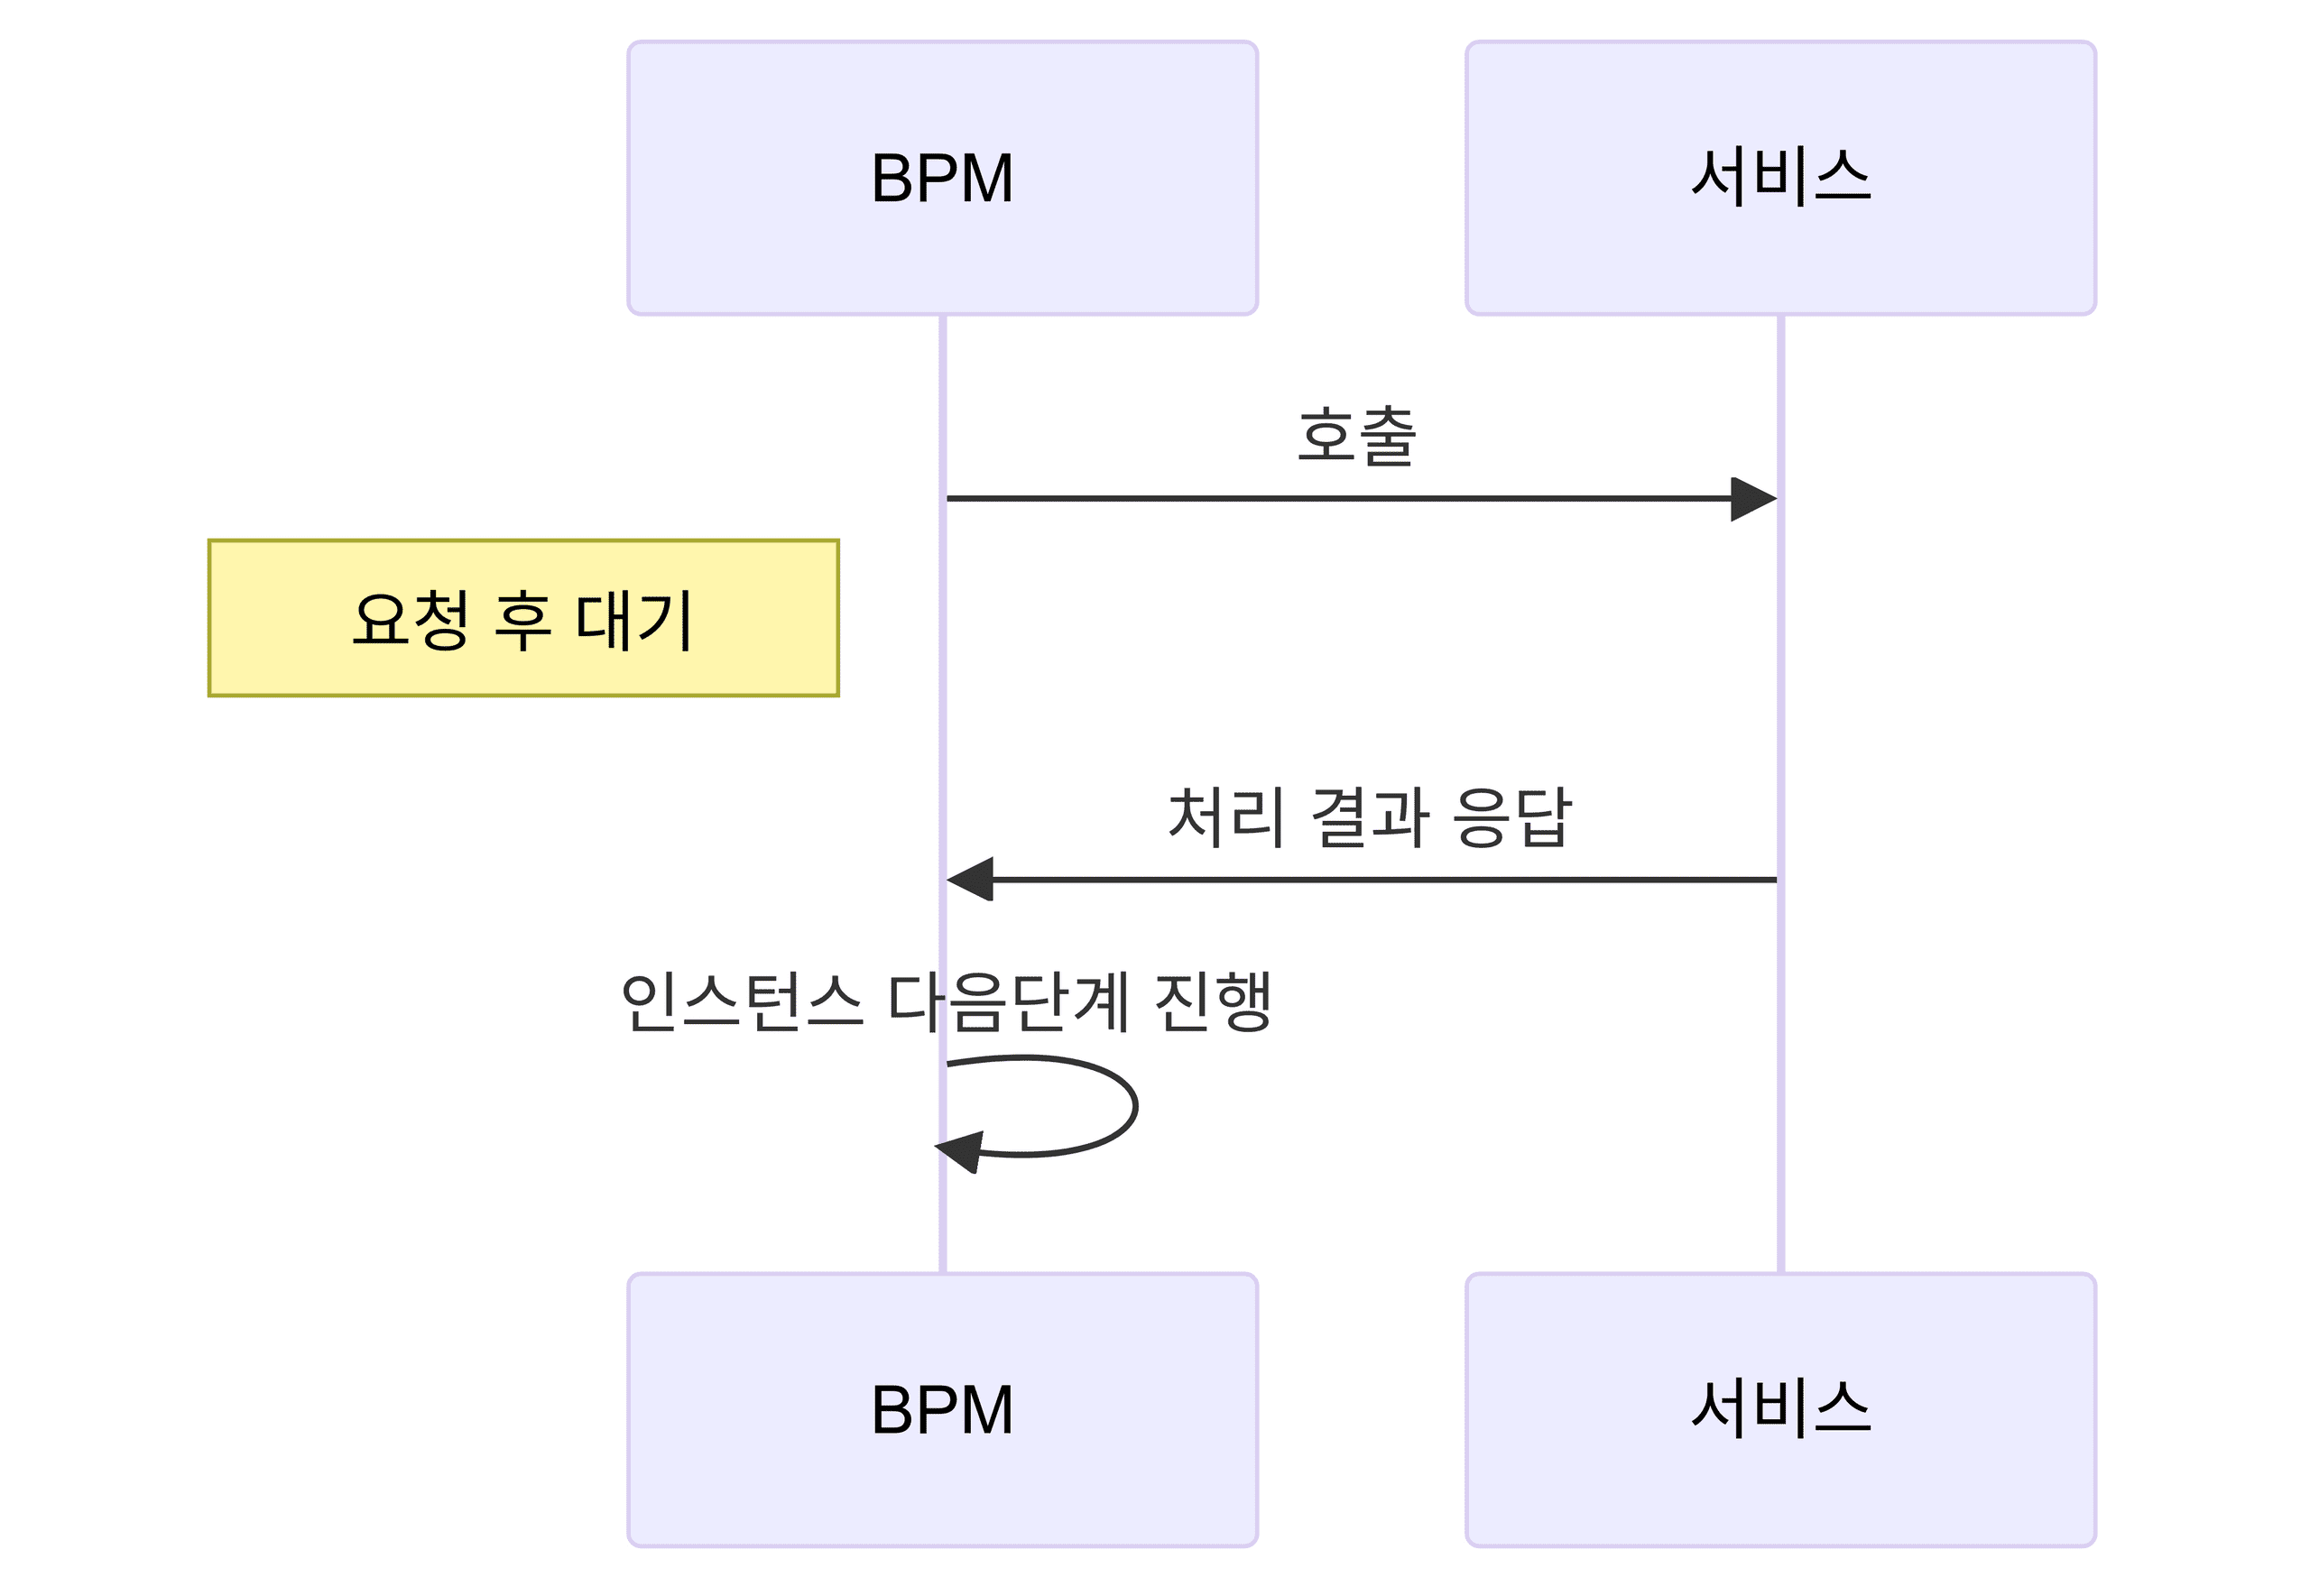 BPM
서비스
호출
요청 후 대기
처리 결과 응답
인스턴스 다음단계 진행
BPM
서비스